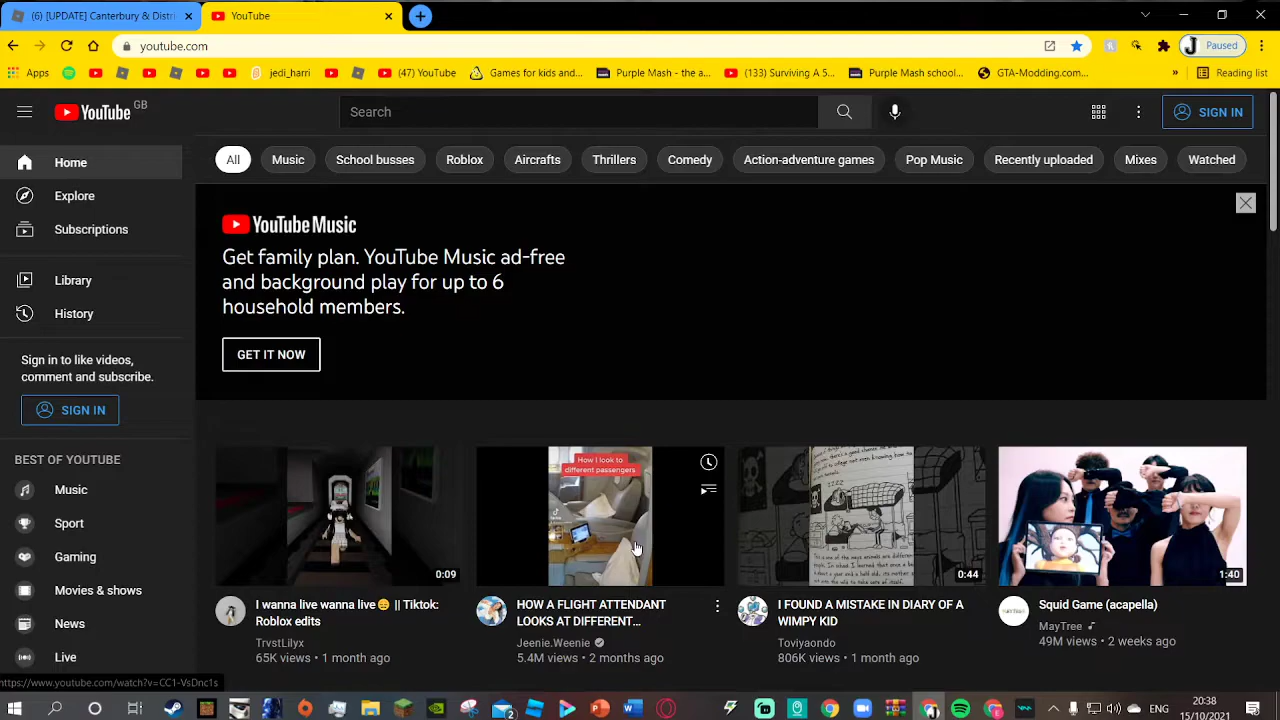 (6) [UPDATE] Canterbury & Distri
YouTube
youtube.com
Paused
Apps
jedi_harri
(47) YouTube
Games for kids and...
Purple Mash - the a...
(133) Surviving A 5...
Purple Mash school...
GTA-Modding.com...
»
Reading list
YouTube GB
Search
SIGN IN
Home
Explore
Subscriptions
Library
History
Sign in to like videos,
comment and subscribe.
SIGN IN
BEST OF YOUTUBE
Music
Sport
Gaming
Movies & shows
News
Live
https://www.youtube.com/watch?v=CC1-VsDnc1s
All
Music
School busses
Roblox
Aircrafts
Thrillers
Comedy
Action-adventure games
Pop Music
Recently uploaded
Mixes
Watched
YouTube Music
Get family plan. YouTube Music ad-free
and background play for up to 6
household members.
GET IT NOW
0:09
I wanna live wanna live😔 || Tiktok:
Roblox edits
TrvstLilyx
65K views • 1 month ago
How I look to
different passengers
HOW A FLIGHT ATTENDANT
LOOKS AT DIFFERENT...
Jeenie.Weenie
5.4M views • 2 months ago
0:44
I FOUND A MISTAKE IN DIARY OF A
WIMPY KID
Toviyaondo
806K views • 1 month ago
1:40
Squid Game (acapella)
MayTree
49M views • 2 weeks ago
ENG
20:38
15/10/2021